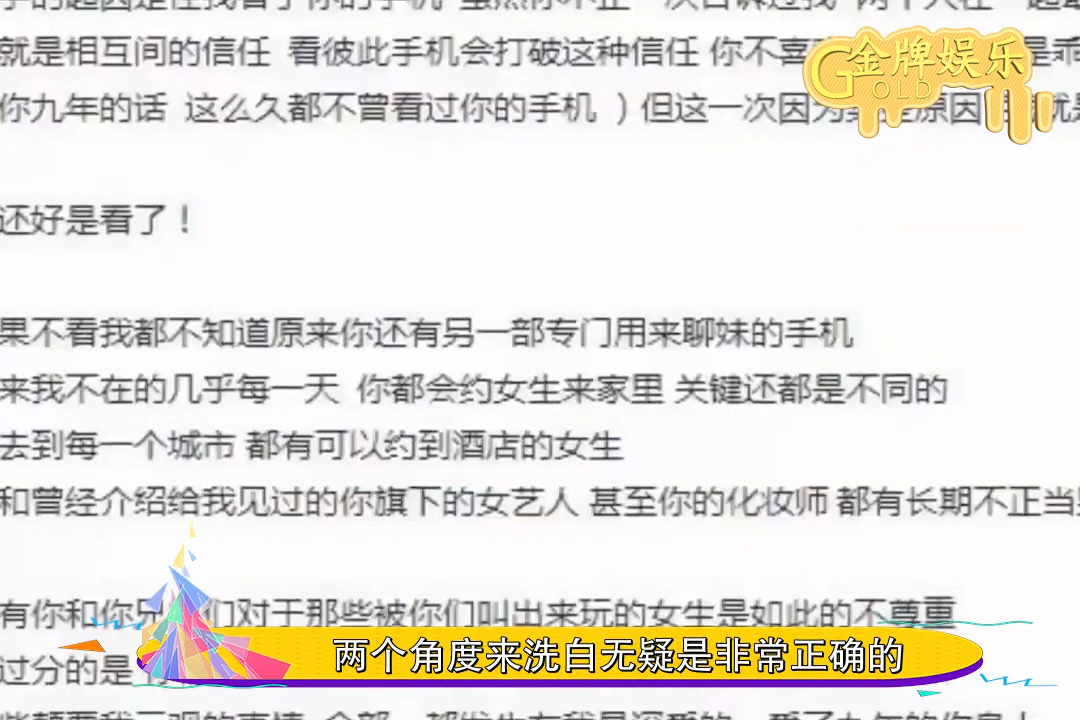 就是相互间的信任 看彼此手机会打破这种信任 你不喜
金牌娱乐
GOLD
是乖
你九年的话 这么久都不曾看过你的手机 ）但这一次因为 原因 就是
还好是看了！
果不看我都不知道原来你还有另一部专门用来聊妹的手机
来我不在的几乎每一天 你都会约女生来家里 关键还都是不同的
去到每一个城市 都有可以约到酒店的女生
和曾经介绍给我见过的你旗下的女艺人 甚至你的化妆师 都有长期不正当
有你和你兄 们对于那些被你们叫出来玩的女生是如此的不尊重
两个角度来洗白无疑是非常正确的
过分的是